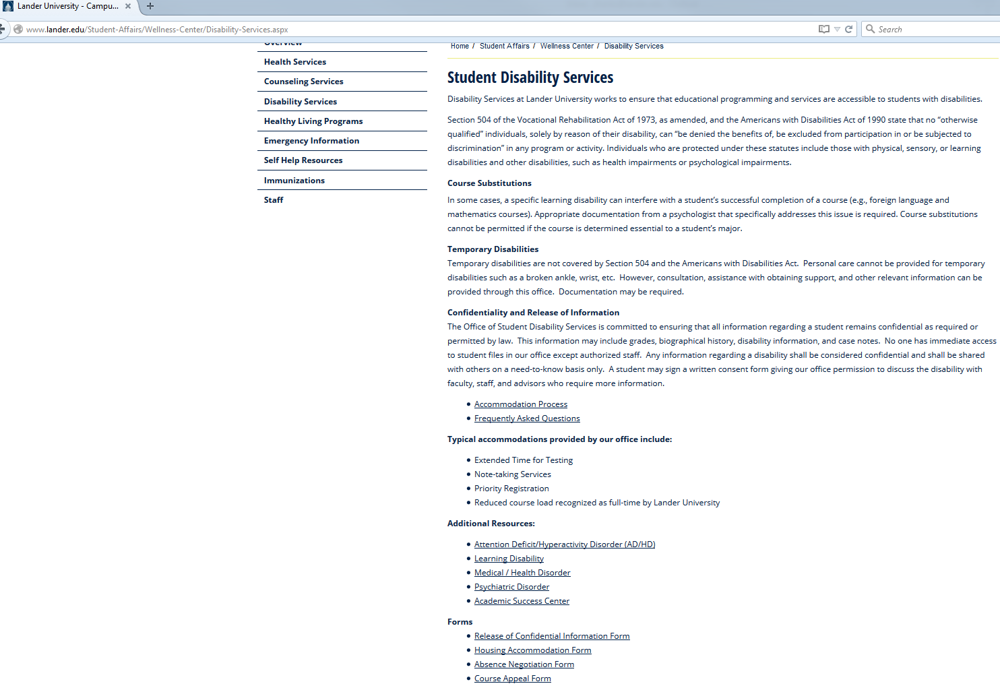 Lander University - Campu...
www.lander.edu/Student-Affairs/Wellness-Center/Disability-Services.aspx
Search
Overview
Health Services
Counseling Services
Disability Services
Healthy Living Programs
Emergency Information
Self Help Resources
Immunizations
Staff
Home / Student Affairs / Wellness Center / Disability Services
Student Disability Services
Disability Services at Lander University works to ensure that educational programming and services are accessible to students with disabilities.
Section 504 of the Vocational Rehabilitation Act of 1973, as amended, and the Americans with Disabilities Act of 1990 state that no “otherwise
qualified” individuals, solely by reason of their disability, can “be denied the benefits of, be excluded from participation in or be subjected to
discrimination” in any program or activity. Individuals who are protected under these statutes include those with physical, sensory, or learning
disabilities and other disabilities, such as health impairments or psychological impairments.
Course Substitutions
In some cases, a specific learning disability can interfere with a student’s successful completion of a course (e.g., foreign language and
mathematics courses). Appropriate documentation from a psychologist that specifically addresses this issue is required. Course substitutions
cannot be permitted if the course is determined essential to a student’s major.
Temporary Disabilities
Temporary disabilities are not covered by Section 504 and the Americans with Disabilities Act.  Personal care cannot be provided for temporary
disabilities such as a broken ankle, wrist, etc.  However, consultation, assistance with obtaining support, and other relevant information can be
provided through this office.  Documentation may be required.
Confidentiality and Release of Information
The Office of Student Disability Services is committed to ensuring that all information regarding a student remains confidential as required or
permitted by law.  This information may include grades, biographical history, disability information, and case notes.  No one has immediate access
to student files in our office except authorized staff.  Any information regarding a disability shall be considered confidential and shall be shared
with others on a need-to-know basis only.  A student may sign a written consent form giving our office permission to discuss the disability with
faculty, staff, and advisors who require more information.
• Accommodation Process
• Frequently Asked Questions
Typical accommodations provided by our office include:
• Extended Time for Testing
• Note-taking Services
• Priority Registration
• Reduced course load recognized as full-time by Lander University
Additional Resources:
• Attention Deficit/Hyperactivity Disorder (AD/HD)
• Learning Disability
• Medical / Health Disorder
• Psychiatric Disorder
• Academic Success Center
Forms
• Release of Confidential Information Form
• Housing Accommodation Form
• Absence Negotiation Form
• Course Appeal Form